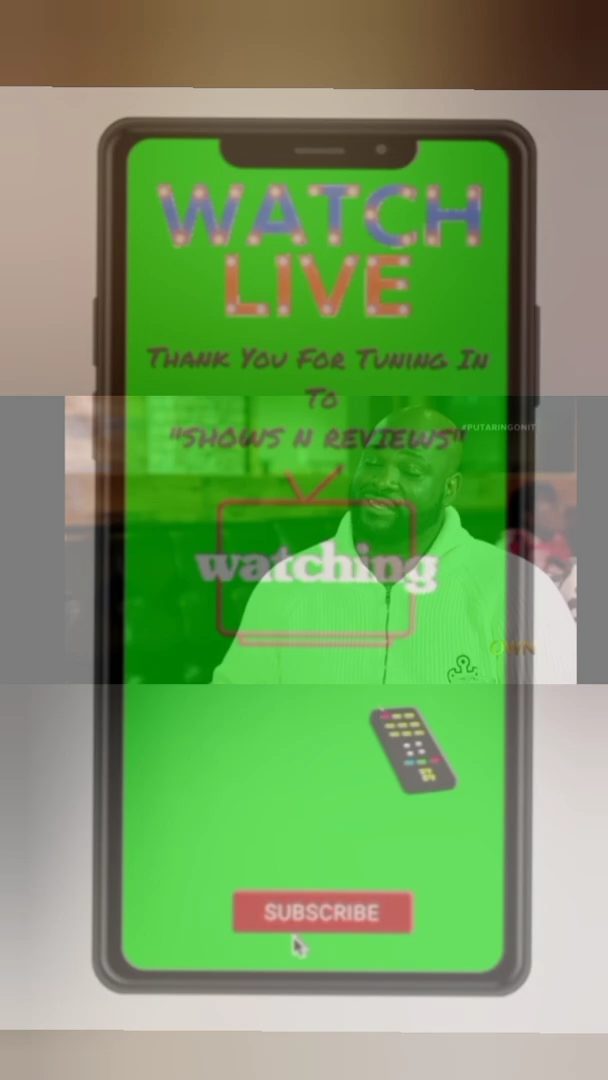 WATCH
LIVE
THANK YOU FOR TUNING IN
TO
"SHOWS N REVIEWS"
#PUTARINGONIT
watching
OWN
SUBSCRIBE